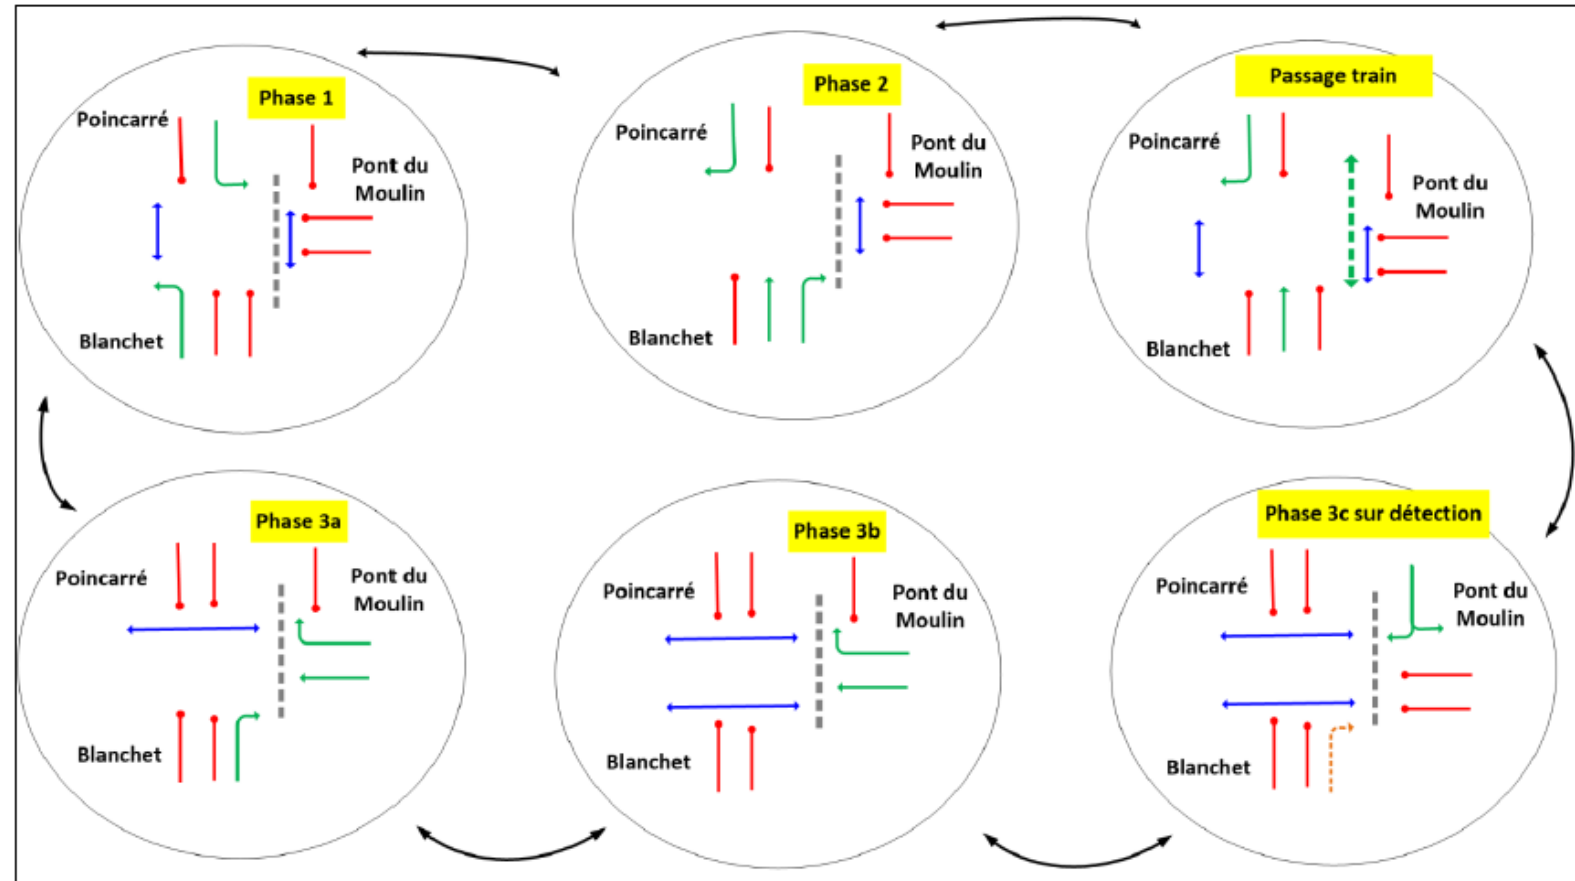 Phase 1
Poincarré
Pont du
Moulin
Blanchet
Phase 2
Poincarré
Pont du
Moulin
Blanchet
Passage train
Poincarré
Pont du
Moulin
Blanchet
Phase 3a
Poincarré
Pont du
Moulin
Blanchet
Phase 3b
Poincarré
Pont du
Moulin
Blanchet
Phase 3c sur détection
Poincarré
Pont du
Moulin
Blanchet